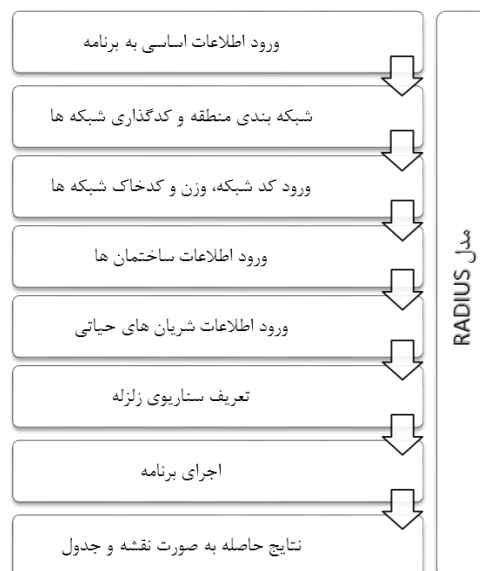 ورود اطلاعات اساسی به برنامه
شبکه بندی منطقه و کدگذاری شبکه ها
ورود کد شبکه، وزن و کدخاک شبکه ها
ورود اطلاعات ساختمان ها
ورود اطلاعات شریان های حیاتی
تعریف سناریوی زلزله
اجرای برنامه
نتایج حاصله به صورت نقشه و جدول
مدل RADIUS